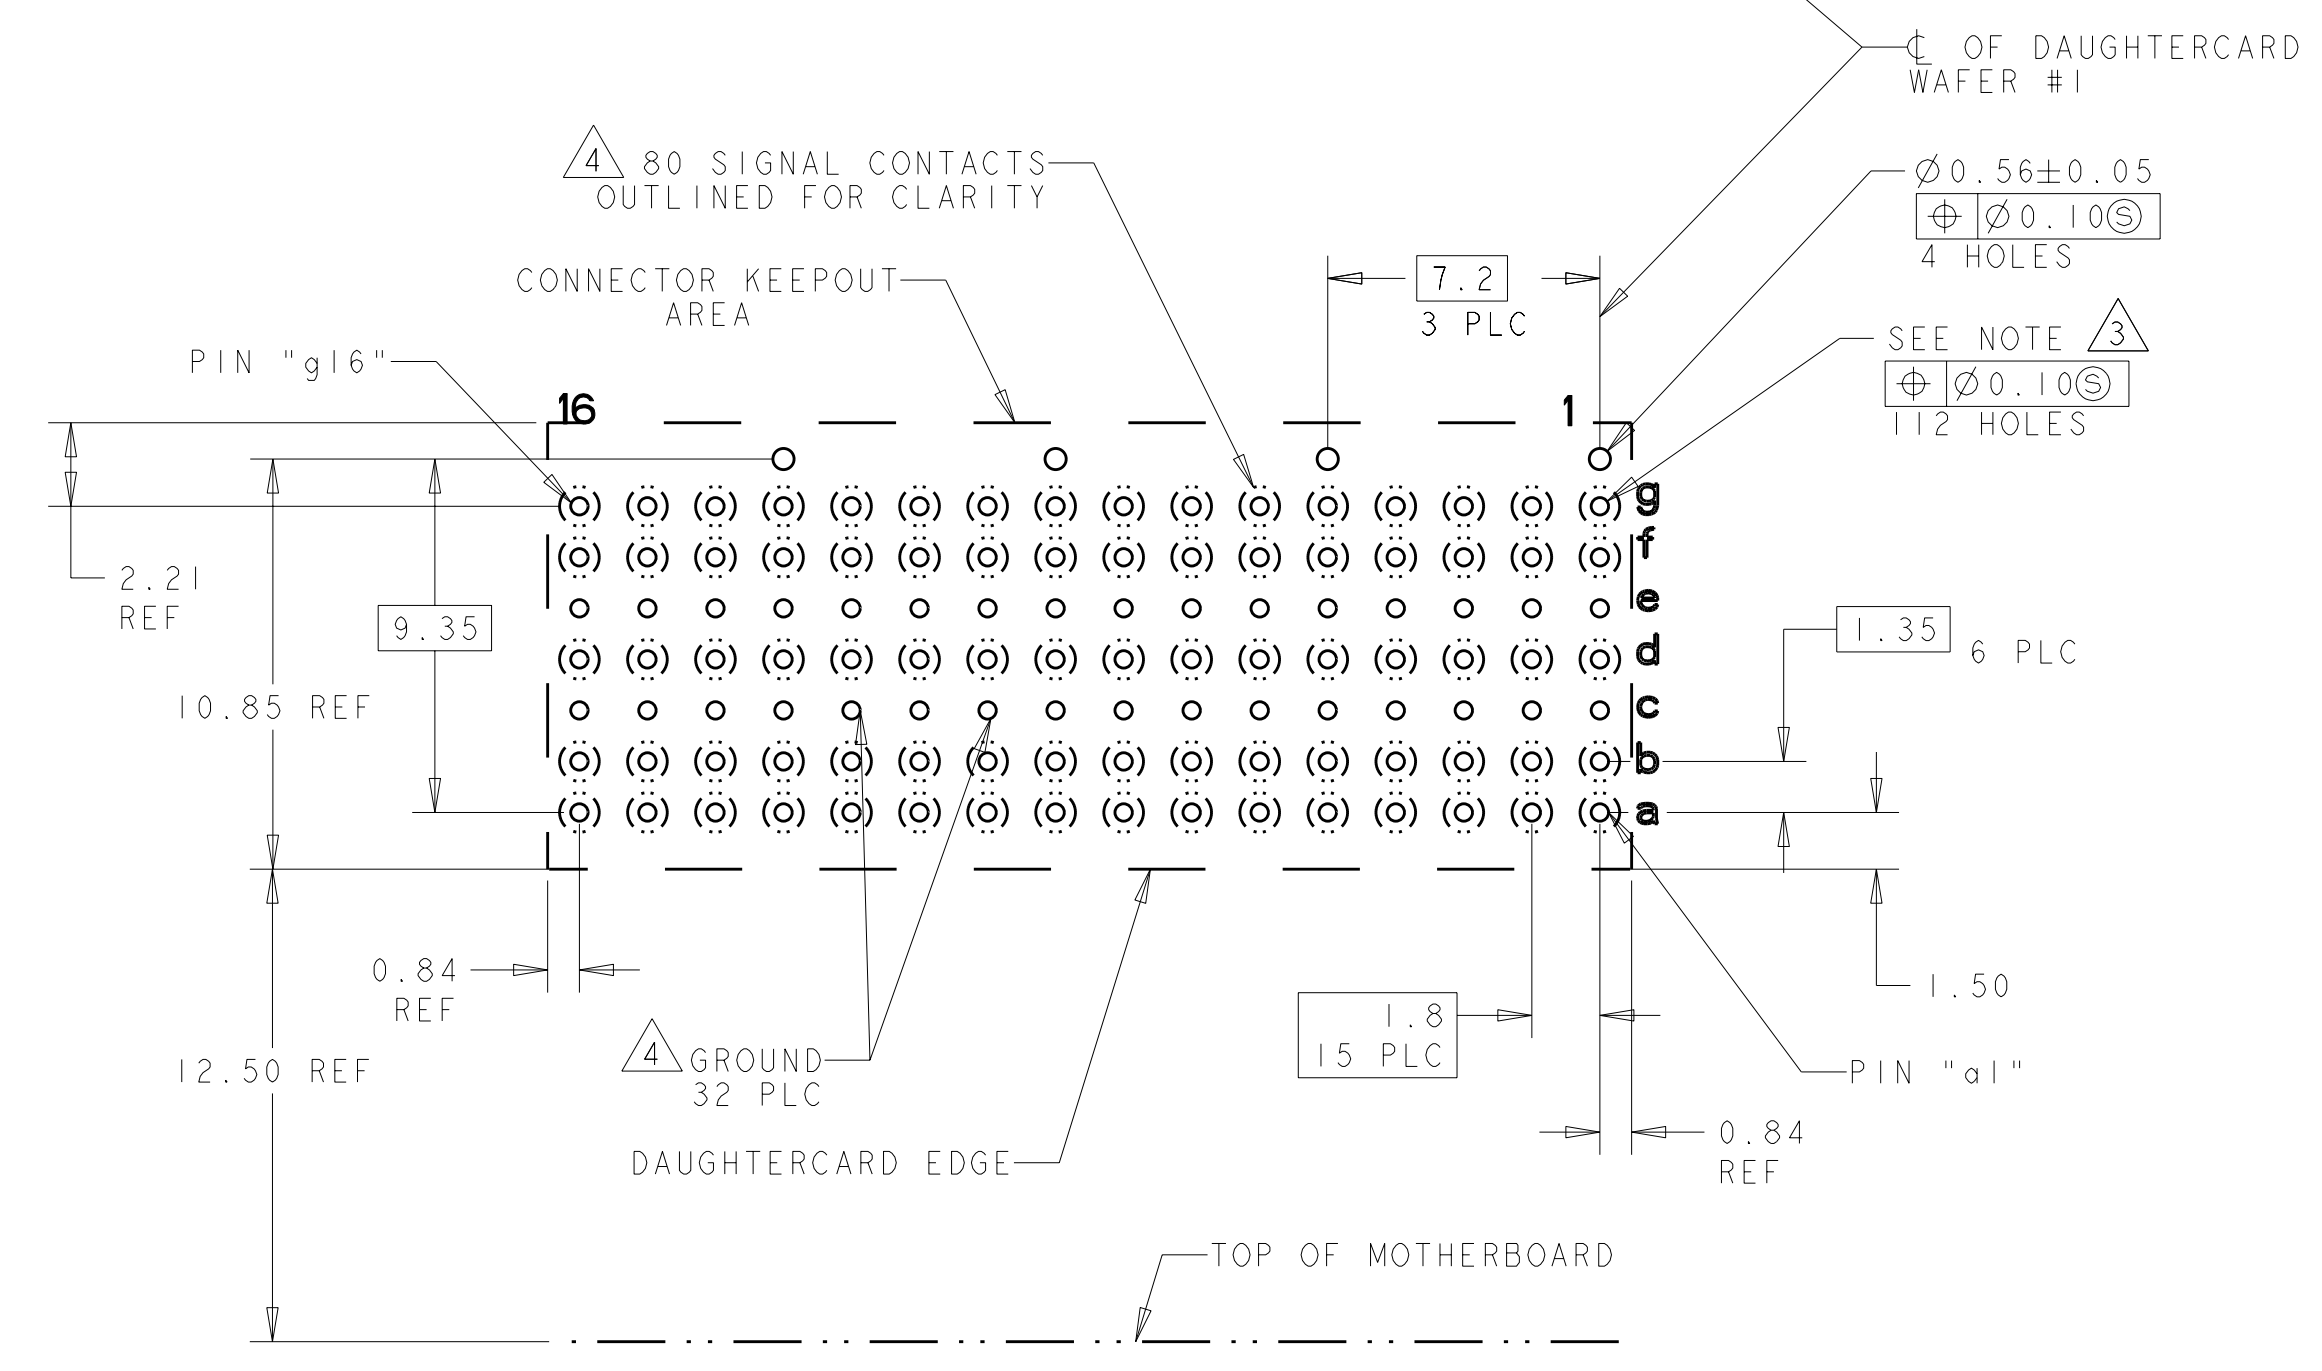 ℄ OF DAUGHTERCARD
WAFER #1
4 80 SIGNAL CONTACTS
OUTLINED FOR CLARITY
⌀0.56±0.05
⌖ ⌀0.10Ⓢ
4 HOLES
CONNECTOR KEEPOUT
AREA
7.2
3 PLC
SEE NOTE 3
⌖ ⌀0.10Ⓢ
112 HOLES
PIN "g16"
16
1
g
f
e
d
c
b
a
2.21
REF
9.35
10.85 REF
1.35 6 PLC
0.84
REF
1.50
1.8
15 PLC
4 GROUND
32 PLC
12.50 REF
PIN "a1"
0.84
REF
DAUGHTERCARD EDGE
TOP OF MOTHERBOARD